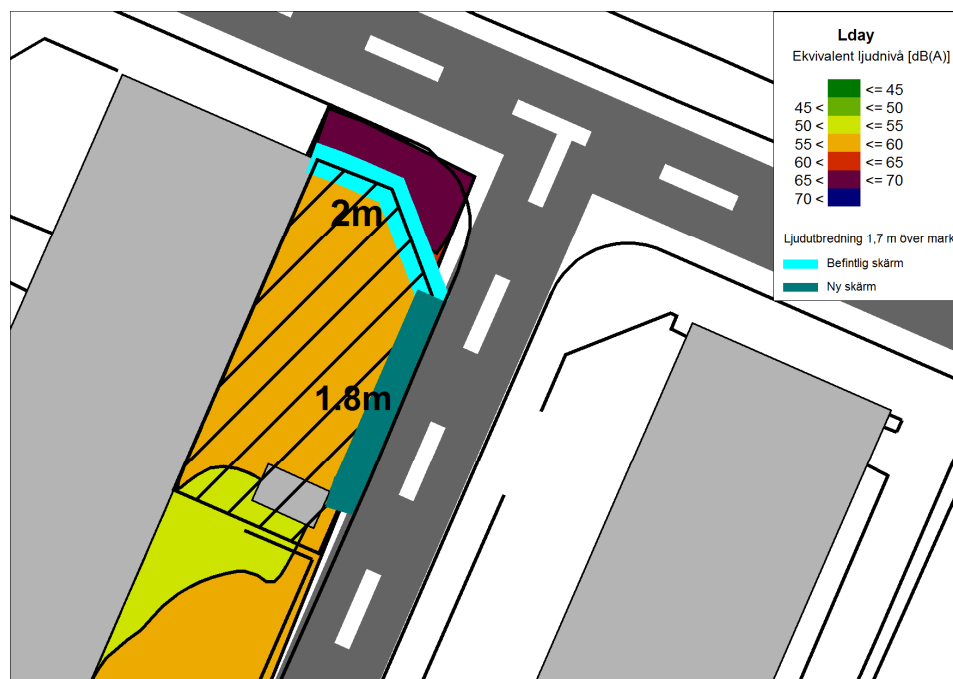 Lday
Ekvivalent ljudnivå [dB(A)]
<= 45
45 < <= 50
50 < <= 55
55 < <= 60
60 < <= 65
65 < <= 70
70 <
Ljudutbredning 1,7 m över mark
Befintlig skärm
Ny skärm
2m
1.8m